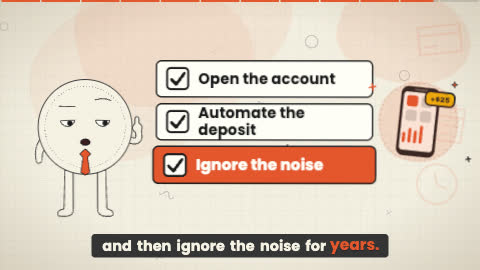 Open the account
Automate the
deposit
Ignore the noise
+$25
and then ignore the noise for years.